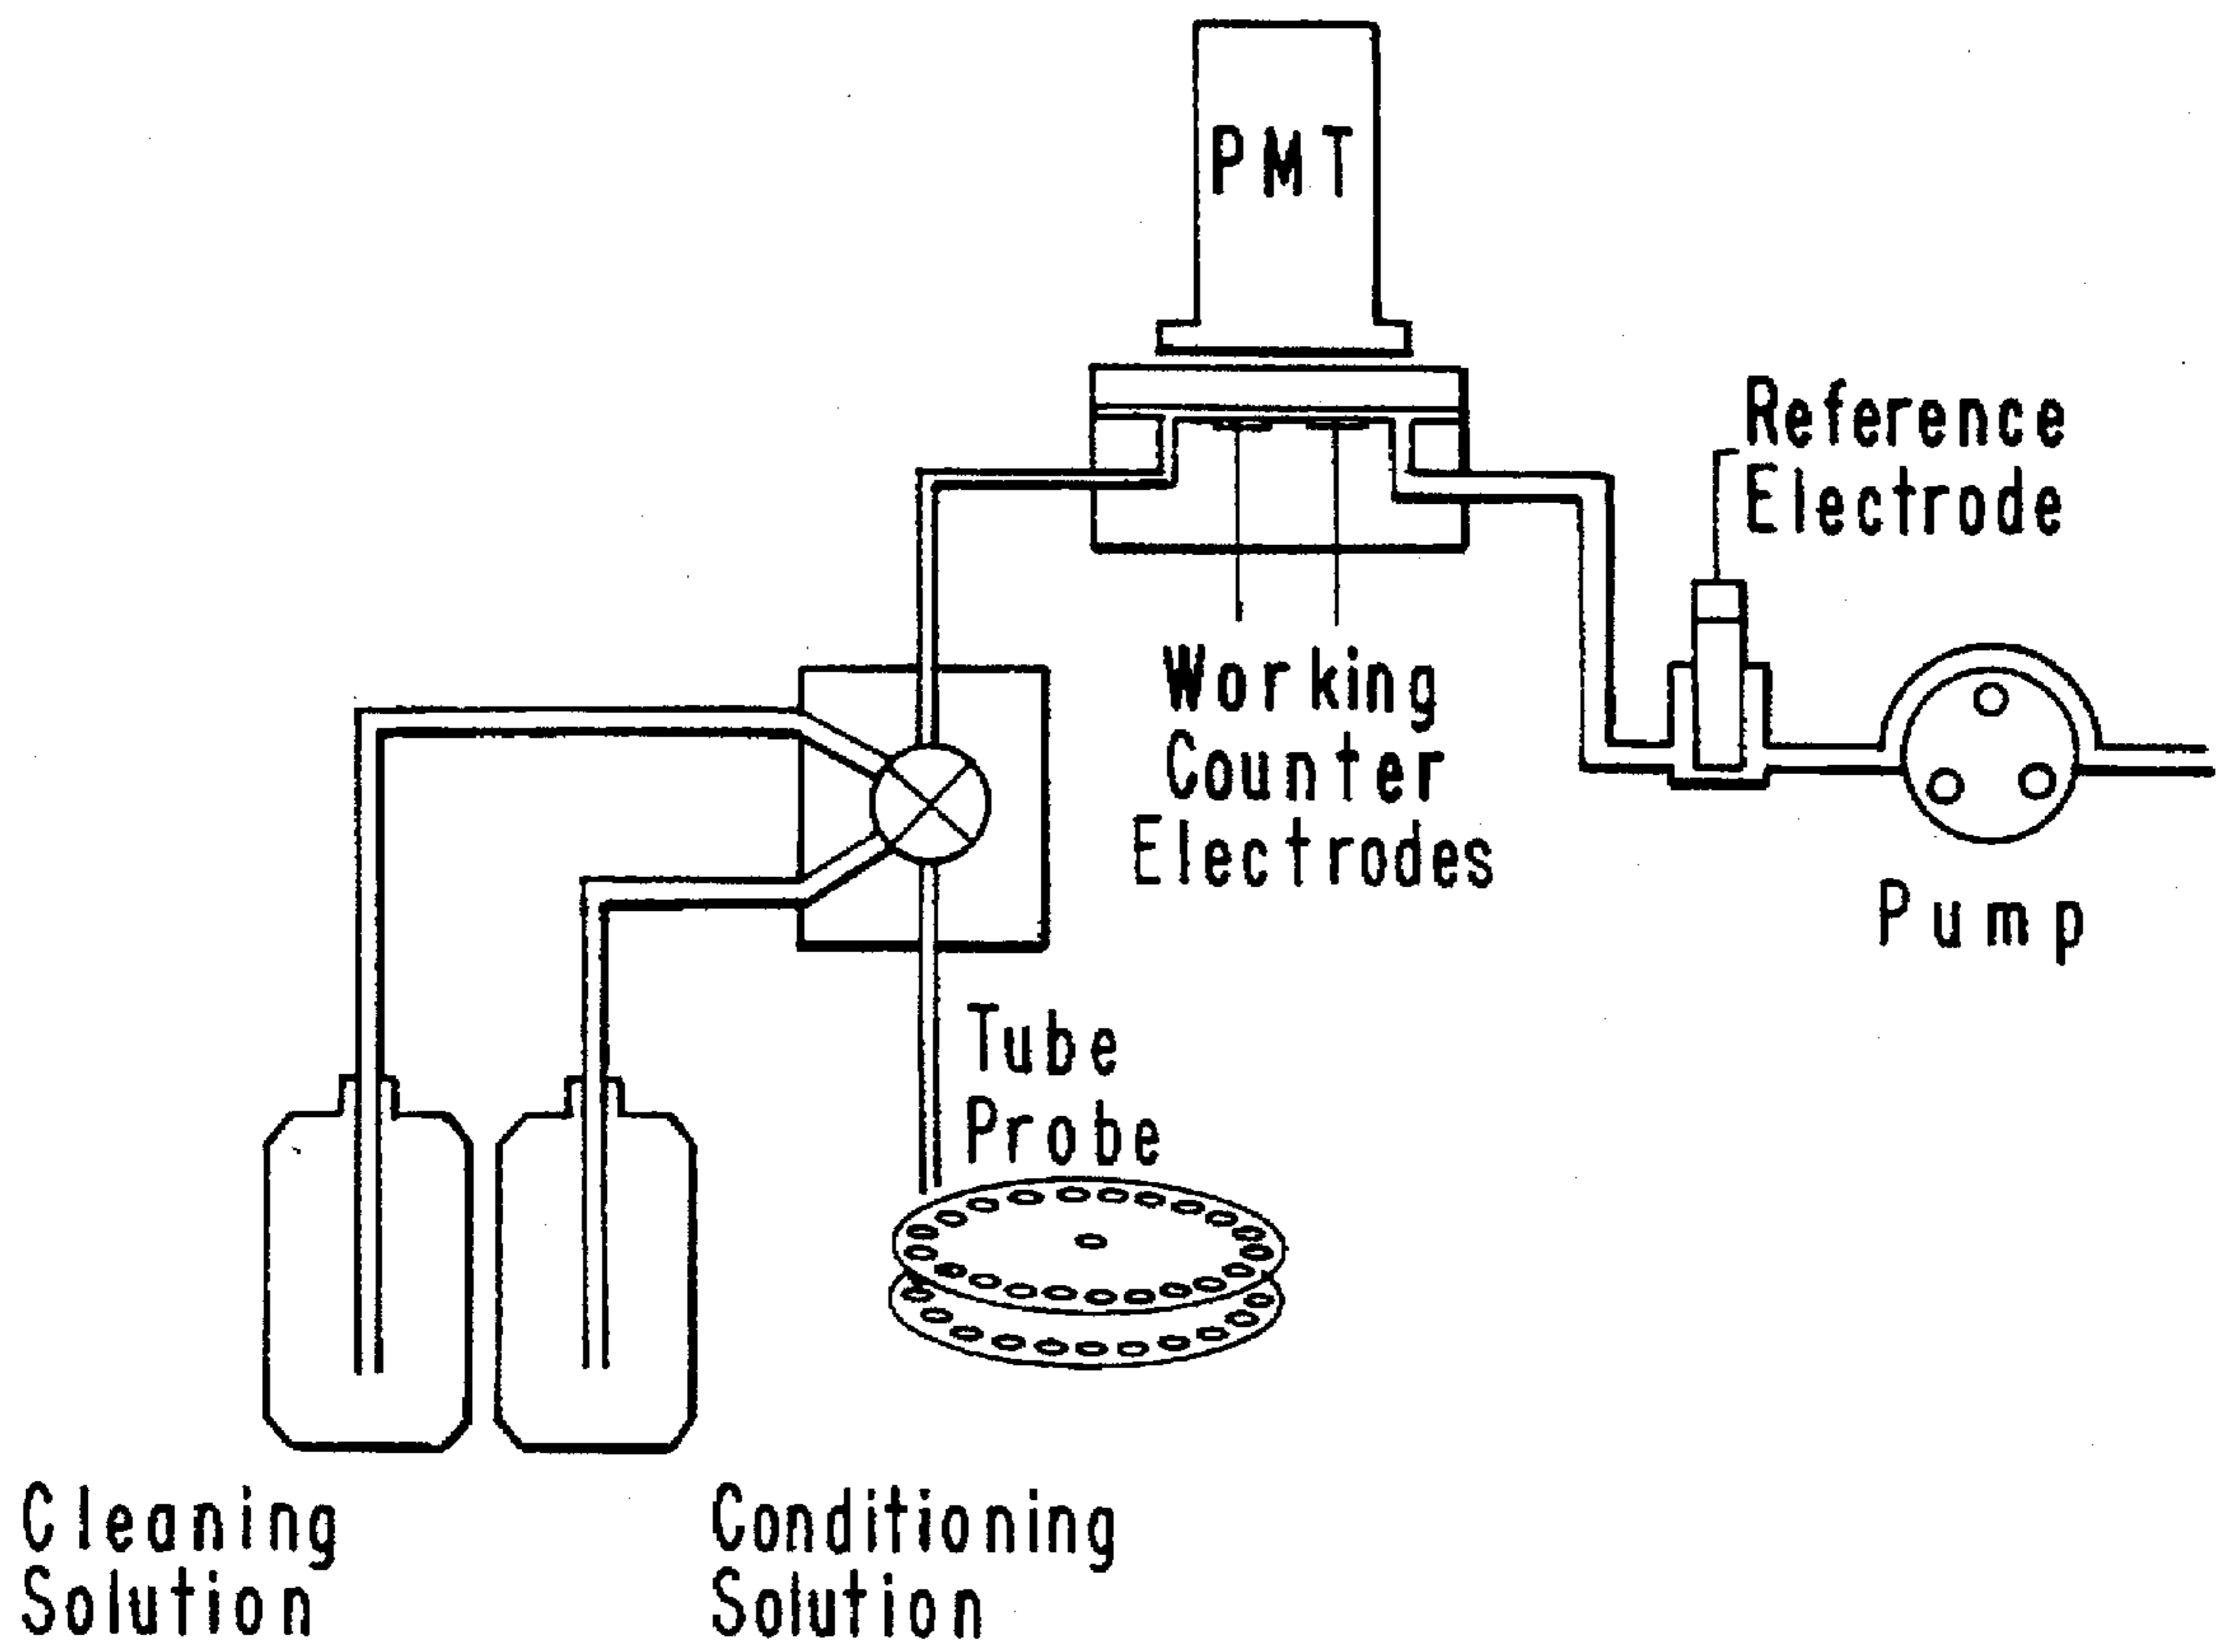 PMT
Reference
Electrode
Working
Counter
Electrodes
Pump
Tube
Probe
Cleaning
Solution
Conditioning
Solution